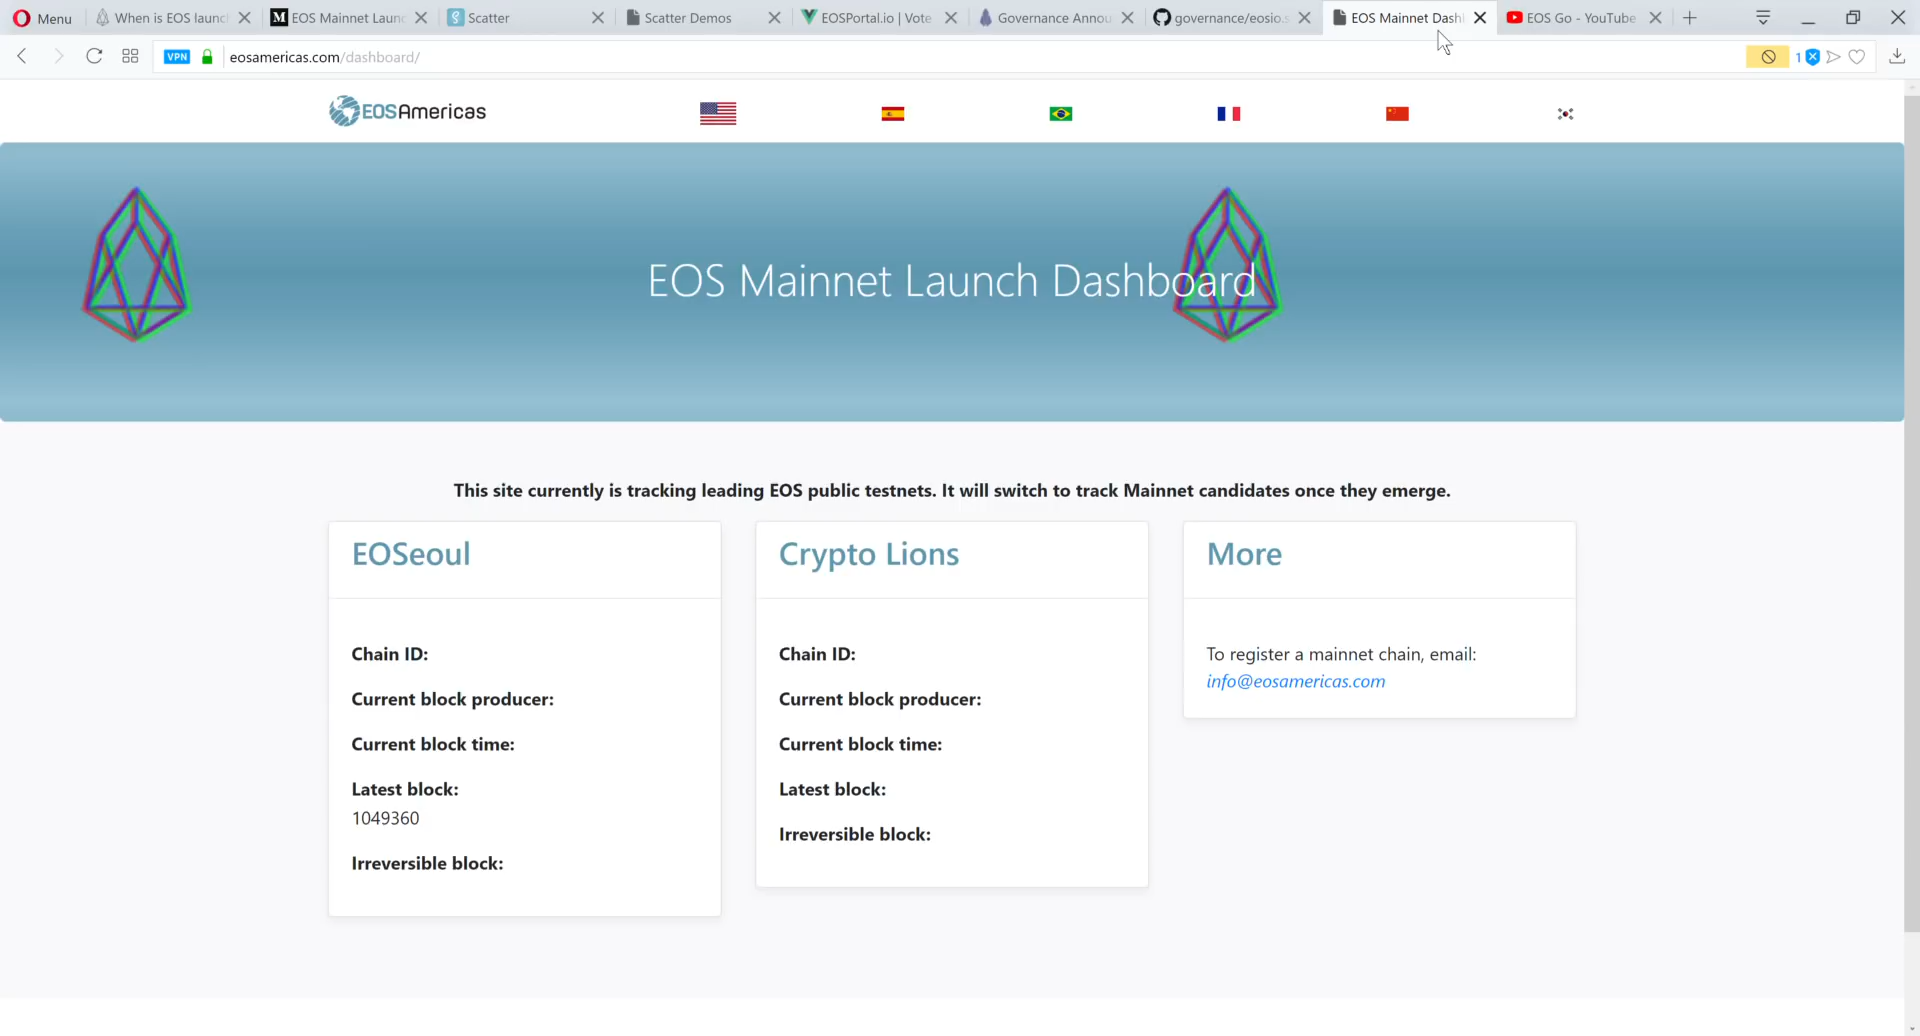 Menu
When is EOS launc
EOS Mainnet Laun
Scatter
Scatter Demos
EOSPortal.io | Vote
Governance Annou
governance/eosio.s
EOS Mainnet Dash
EOS Go - YouTube
VPN
eosamericas.com/dashboard/
1
EOSAmericas
EOS Mainnet Launch Dashboard
This site currently is tracking leading EOS public testnets. It will switch to track Mainnet candidates once they emerge.
EOSeoul
Chain ID:
Current block producer:
Current block time:
Latest block:
1049360
Irreversible block:
Crypto Lions
Chain ID:
Current block producer:
Current block time:
Latest block:
Irreversible block:
More
To register a mainnet chain, email:
info@eosamericas.com